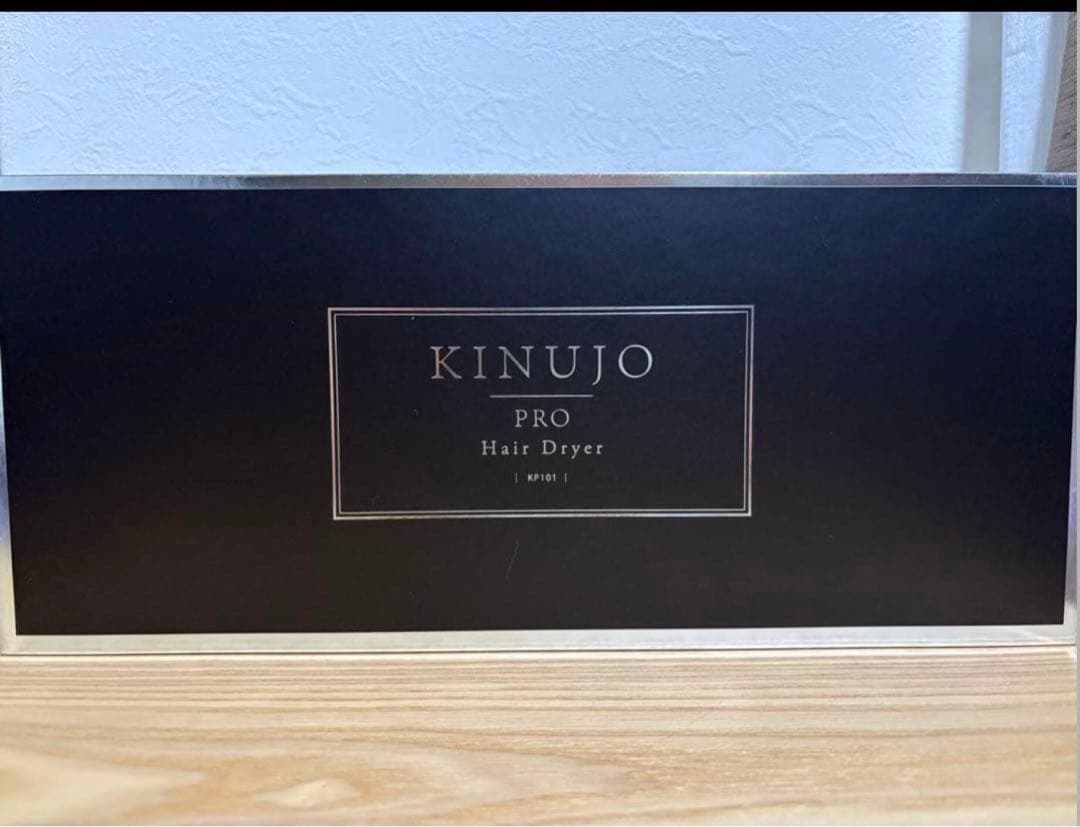 KINUJO
PRO
Hair Dryer
| KP101 |